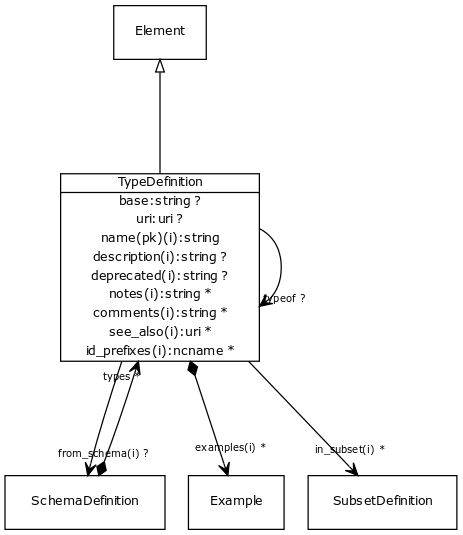 Element
TypeDefinition
base:string ?
uri:uri ?
name(pk)(i):string
description(i):string ?
deprecated(i):string ?
notes(i):string *
comments(i):string *
see_also(i):uri *
id_prefixes(i):ncname *
typeof ?
types *
from_schema(i) ?
examples(i) *
in_subset(i) *
SchemaDefinition
Example
SubsetDefinition